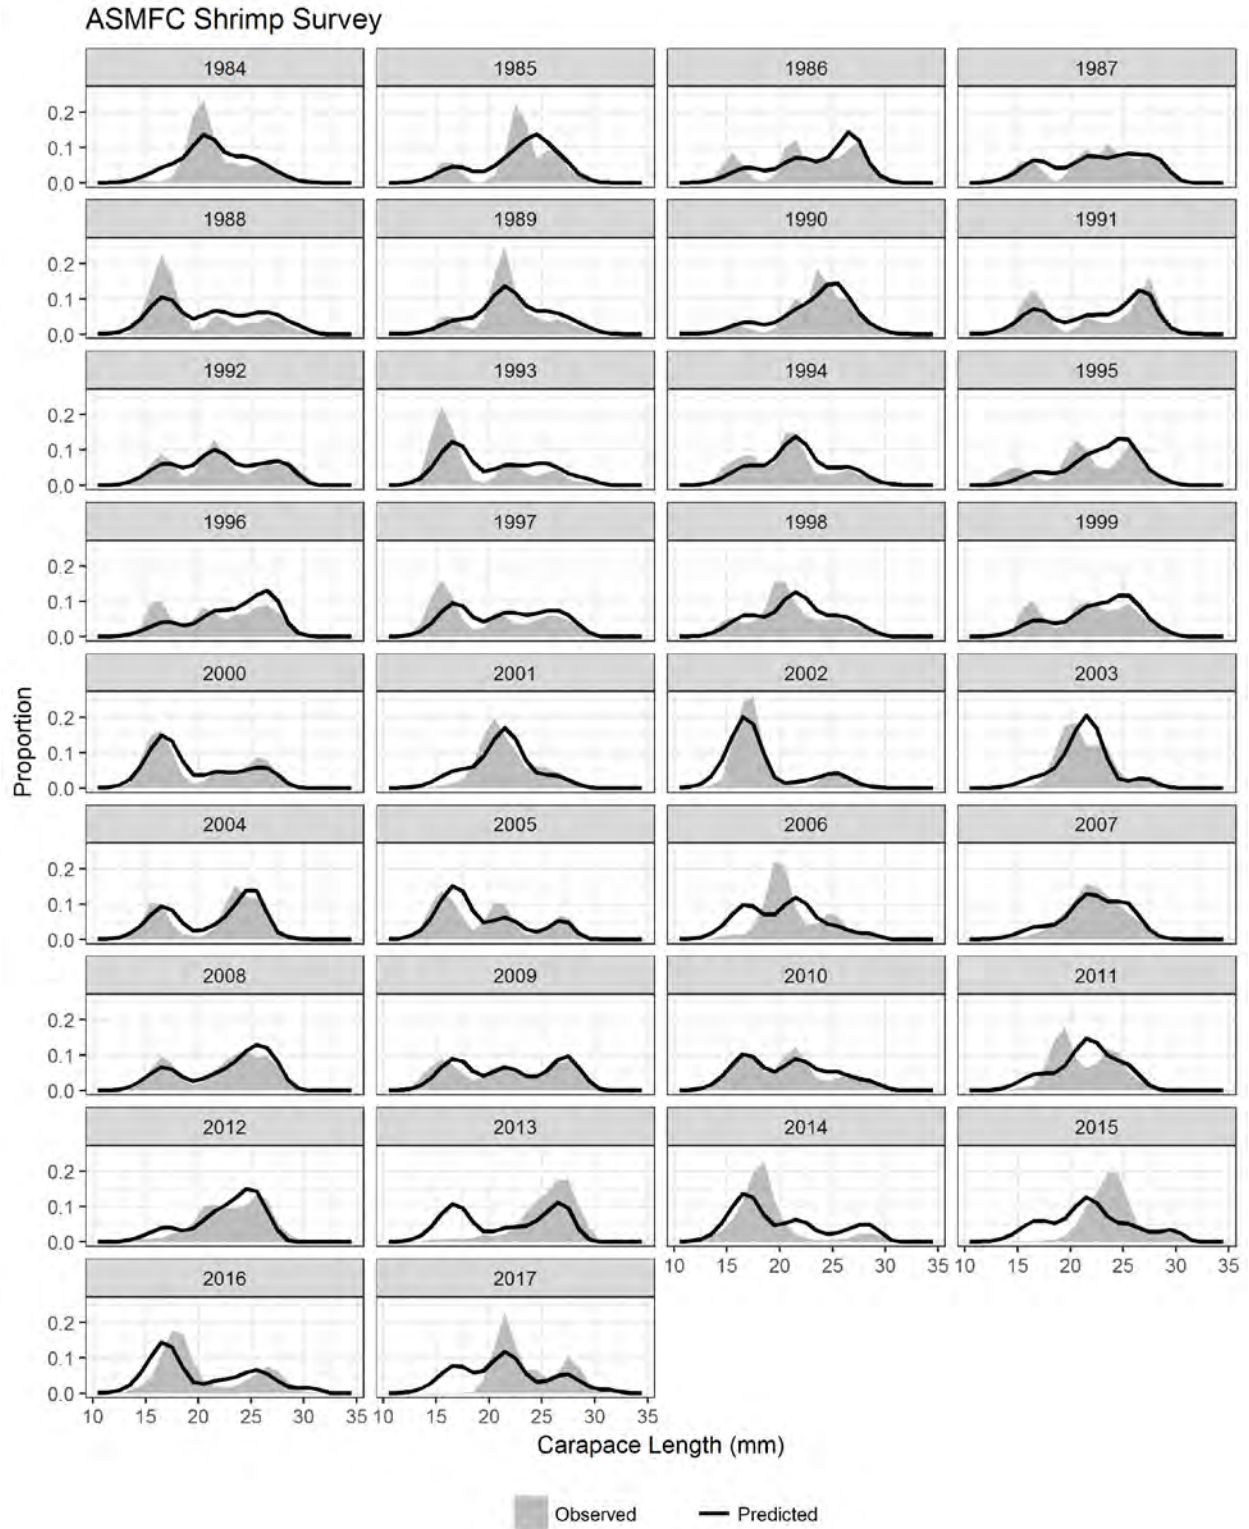 ASMFC Shrimp Survey
1984 1985 1986 1987
0.2
0.1
0.0
1988 1989 1990 1991
0.2
0.1
0.0
1992 1993 1994 1995
0.2
0.1
0.0
1996 1997 1998 1999
0.2
0.1
0.0
2000 2001 2002 2003
0.2
0.1
0.0
Proportion
2004 2005 2006 2007
0.2
0.1
0.0
2008 2009 2010 2011
0.2
0.1
0.0
2012 2013 2014 2015
0.2
0.1
0.0
10 15 20 25 30 35 10 15 20 25 30 35
2016 2017
0.2
0.1
0.0
10 15 20 25 30 35 10 15 20 25 30 35
Carapace Length (mm)
Observed Predicted